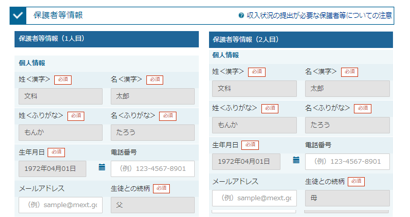 保護者等情報
収入状況の提出が必要な保護者等についての注意
保護者等情報(1人目)
個人情報
姓<漢字> 必須 名<漢字> 必須
文科 太郎
姓<ふりがな> 必須 名<ふりがな> 必須
もんか たろう
生年月日 必須 電話番号
1972年04月01日 (例) 123-4567-8901
メールアドレス 生徒との続柄 必須
(例) sample@mext.g 父
保護者等情報(2人目)
個人情報
姓<漢字> 必須 名<漢字> 必須
文科 太郎
姓<ふりがな> 必須 名<ふりがな> 必須
もんか たろう
生年月日 必須 電話番号
1972年04月01日 (例) 123-4567-8901
メールアドレス 生徒との続柄 必須
(例) sample@mext.g 母